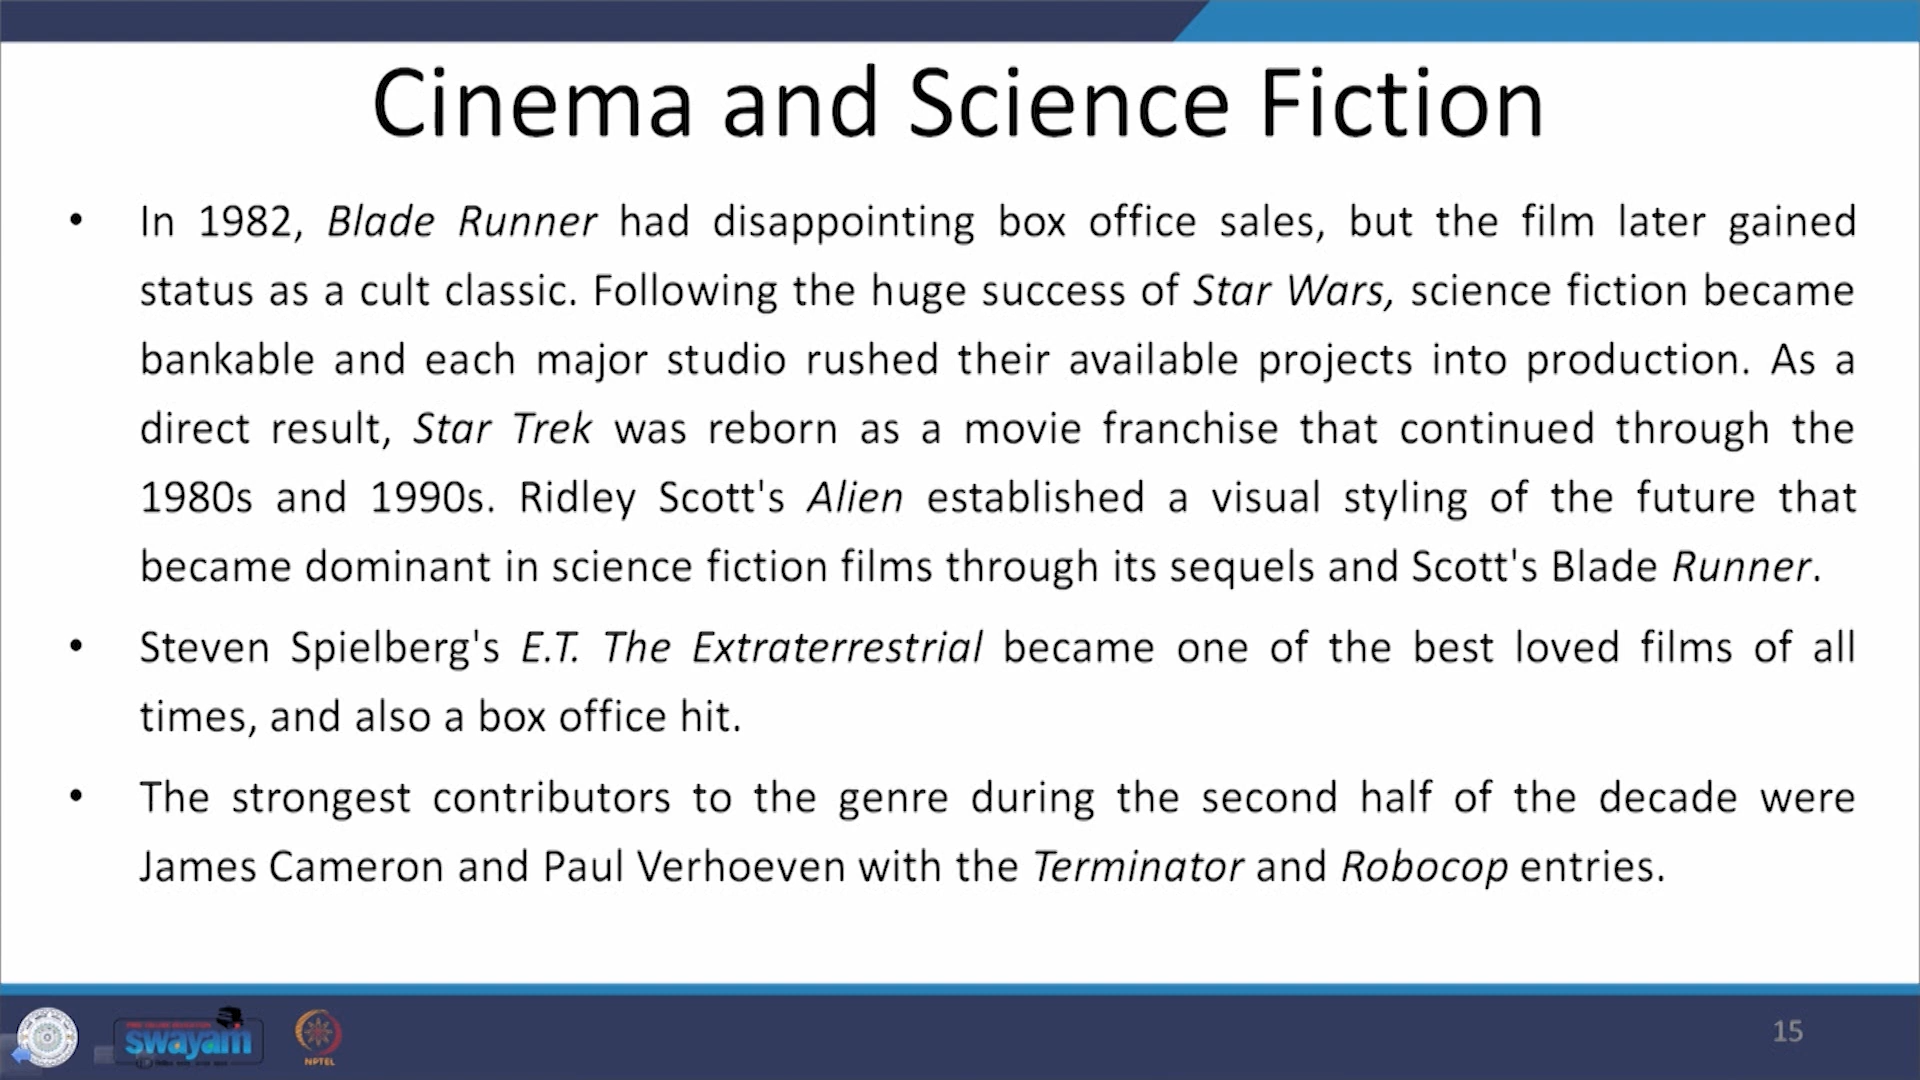 Cinema and Science Fiction
• In 1982, Blade Runner had disappointing box office sales, but the film later gained
status as a cult classic. Following the huge success of Star Wars, science fiction became
bankable and each major studio rushed their available projects into production. As a
direct result, Star Trek was reborn as a movie franchise that continued through the
1980s and 1990s. Ridley Scott's Alien established a visual styling of the future that
became dominant in science fiction films through its sequels and Scott's Blade Runner.
• Steven Spielberg's E.T. The Extraterrestrial became one of the best loved films of all
times, and also a box office hit.
• The strongest contributors to the genre during the second half of the decade were
James Cameron and Paul Verhoeven with the Terminator and Robocop entries.
swayam
NPTEL
15